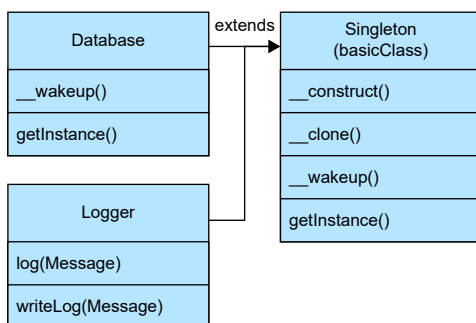 Database
__wakeup()
getInstance()
extends
Singleton
(basicClass)
__construct()
__clone()
__wakeup()
getInstance()
Logger
log(Message)
writeLog(Message)